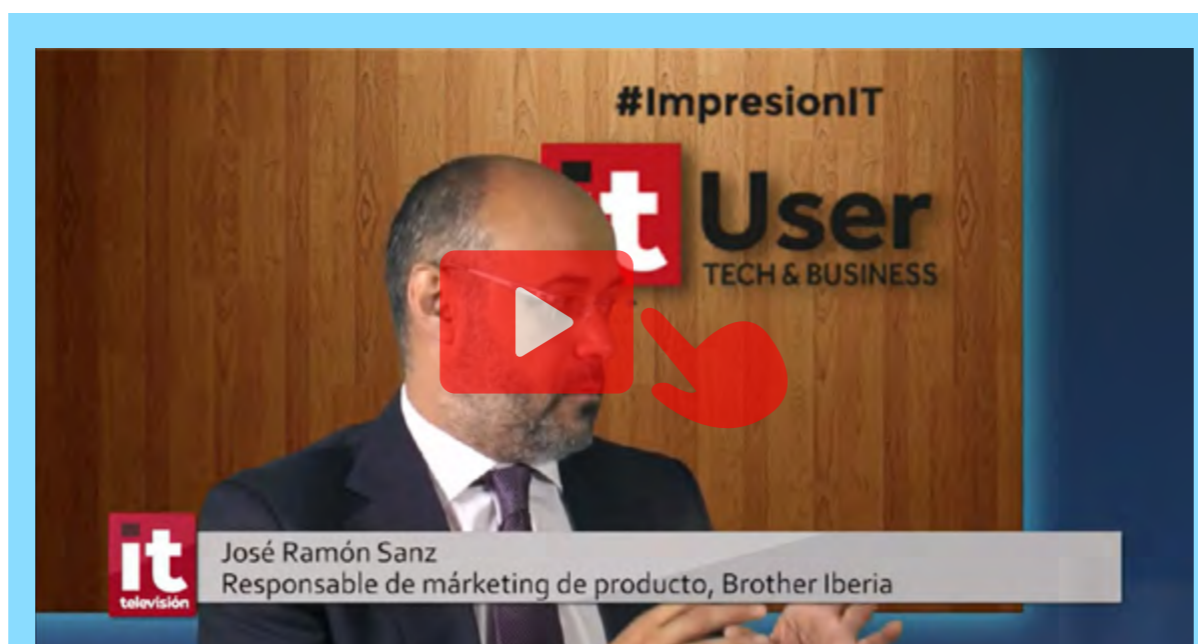 #ImpresionIT
it User
TECH & BUSINESS
it
televisión
José Ramón Sanz
Responsable de márketing de producto, Brother Iberia